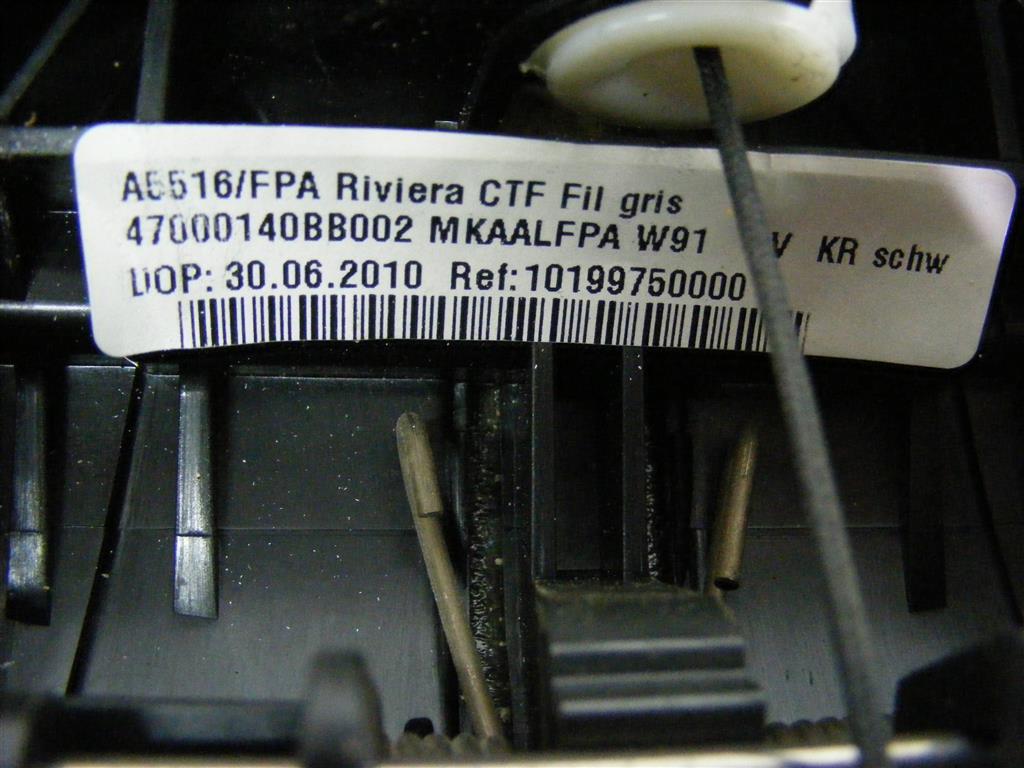 A5516/FPA Riviera CTF Fil gris
47000140BB002 MKAALFPA W91 V KR schw
DOP: 30.06.2010 Ref:10199750000